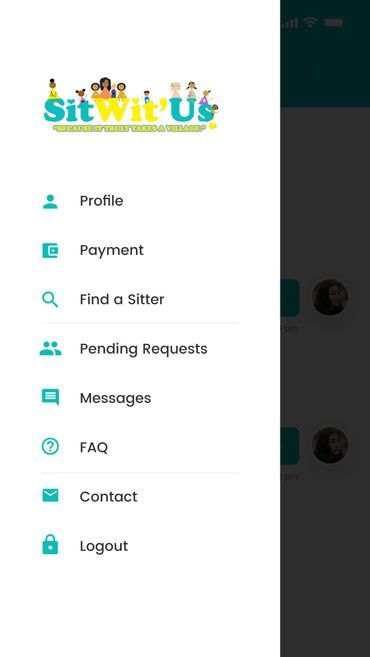 SitWit'Us
"BECAUSE IT TRULY TAKES A VILLAGE."
Profile
Payment
Find a Sitter
Pending Requests
Messages
FAQ
Contact
Logout
pm
pm